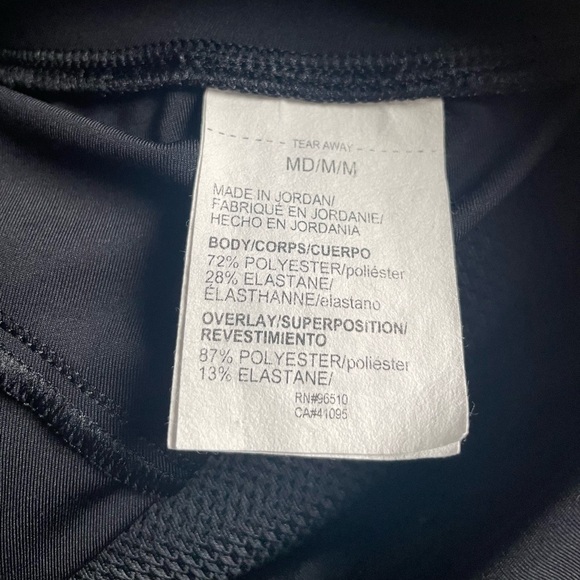 TEAR AWAY
MD/M/M
MADE IN JORDAN/
FABRIQUÉ EN JORDANIE/
HECHO EN JORDANIA
BODY/CORPS/CUERPO
72% POLYESTER/poliéster
28% ELASTANE/
ÉLASTHANNE/elastano
OVERLAY/SUPERPOSITION/
REVESTIMIENTO
87% POLYESTER/poliéster
13% ELASTANE/
RN#96510
CA#41095